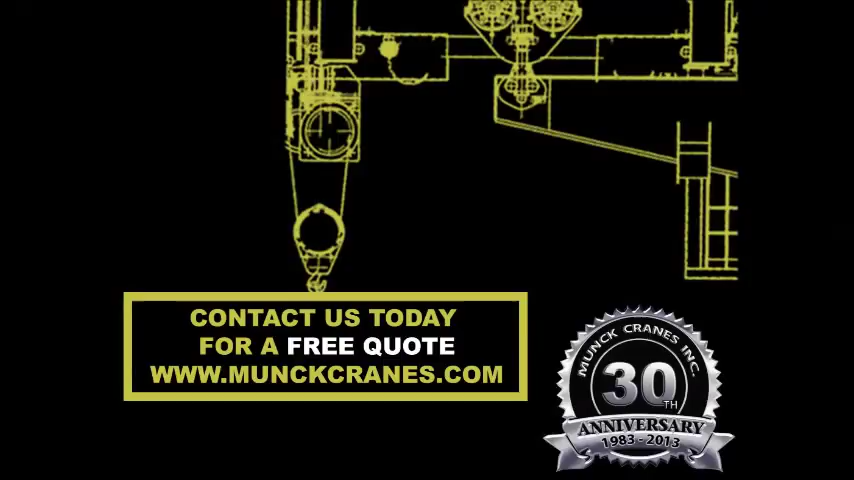 CONTACT US TODAY
FOR A FREE QUOTE
WWW.MUNCKCRANES.COM
MUNCK CRANES INC.
30TH
ANNIVERSARY
1983 - 2013